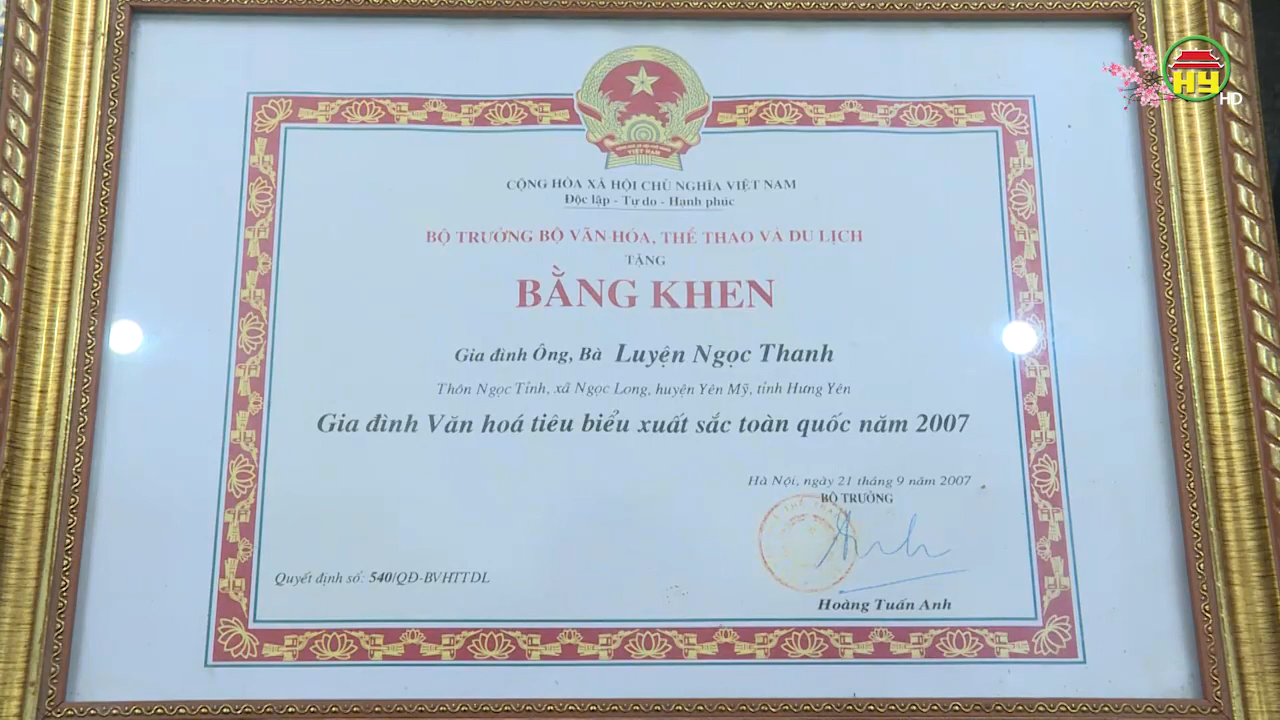 HY
HD
VIỆT NAM
CỘNG HÒA XÃ HỘI CHỦ NGHĨA VIỆT NAM
Độc lập - Tự do - Hạnh phúc
BỘ TRƯỞNG BỘ VĂN HÓA, THỂ THAO VÀ DU LỊCH
TẶNG
BẰNG KHEN
Gia đình Ông, Bà Luyện Ngọc Thanh
Thôn Ngọc Tỉnh, xã Ngọc Long, huyện Yên Mỹ, tỉnh Hưng Yên
Gia đình Văn hoá tiêu biểu xuất sắc toàn quốc năm 2007
Hà Nội, ngày 21 tháng 9 năm 2007
BỘ TRƯỞNG
Anh
Quyết định số: 540/QĐ-BVHTTDL
Hoàng Tuấn Anh